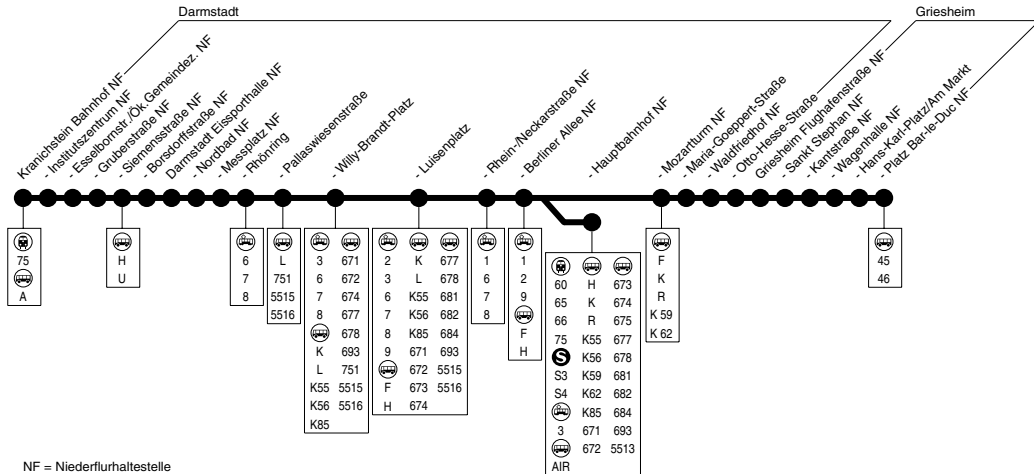 Darmstadt
Griesheim
Kranichstein Bahnhof NF
- Institutszentrum NF
- Esselbornstr./Ök.Gemeindez. NF
- Gruberstraße NF
- Siemensstraße NF
- Borsdorffstraße NF
Darmstadt Eissporthalle NF
- Nordbad NF
- Messplatz NF
- Rhönring
- Pallaswiesenstraße
- Willy-Brandt-Platz
- Luisenplatz
- Rhein-/Neckarstraße NF
- Berliner Allee NF
- Hauptbahnhof NF
- Mozartturm NF
- Maria-Goeppert-Straße
- Waldfriedhof NF
- Otto-Hesse-Straße
Griesheim Flughafenstraße NF
- Sankt Stephan NF
- Kantstraße NF
- Wagenhalle NF
- Hans-Karl-Platz/Am Markt
- Platz Bar-le-Duc NF
75
A
H
U
6
7
8
L
751
5515
5516
3 671
6 672
7 674
8 677
678
K 693
L 751
K55 5515
K56 5516
K85
2 K 677
3 L 678
6 K55 681
7 K56 682
8 K85 684
9 671 693
672 5515
F 673 5516
H 674
1
6
7
8
1
2
9
F
H
60 H 673
65 K 674
66 R 675
75 K55 677
S K56 678
S3 K59 681
S4 K62 682
K85 684
3 671 693
672 5513
AIR
F
K
R
K 59
K 62
45
46
NF = Niederflurhaltestelle